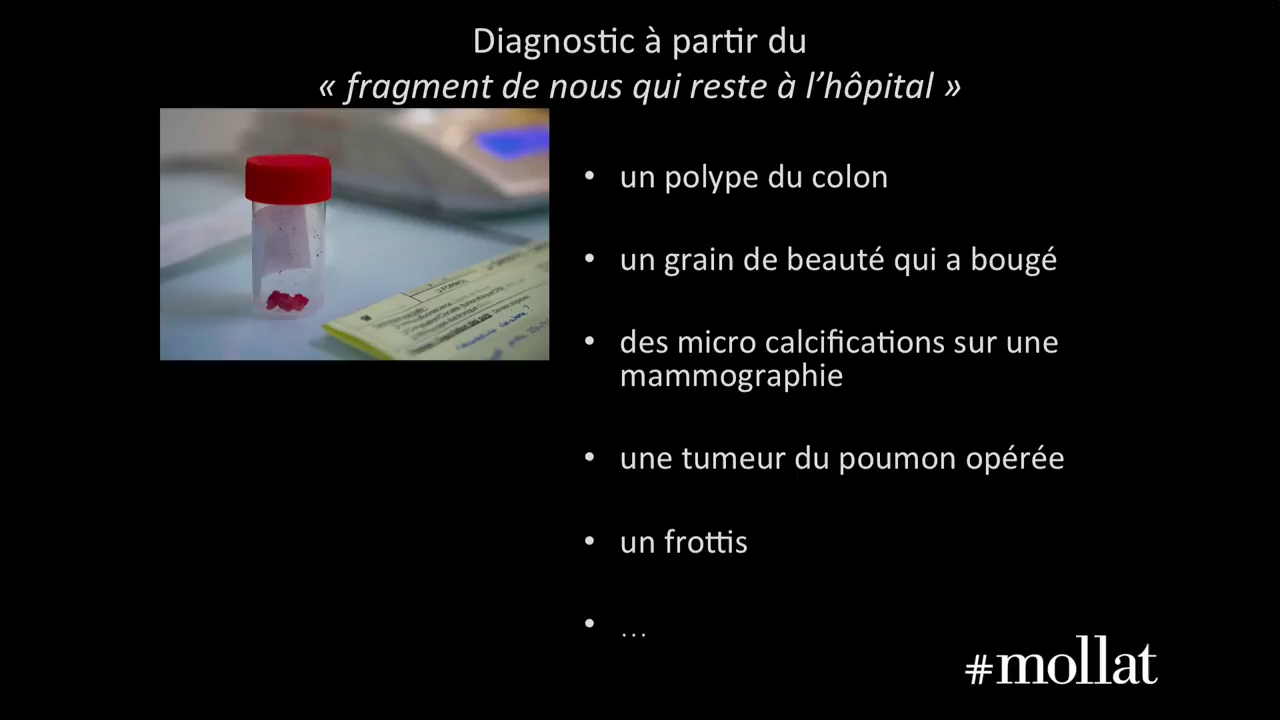 Diagnostic à partir du
« fragment de nous qui reste à l’hôpital »
• un polype du colon
• un grain de beauté qui a bougé
• des micro calcifications sur une
mammographie
• une tumeur du poumon opérée
• un frottis
• …
#mollat